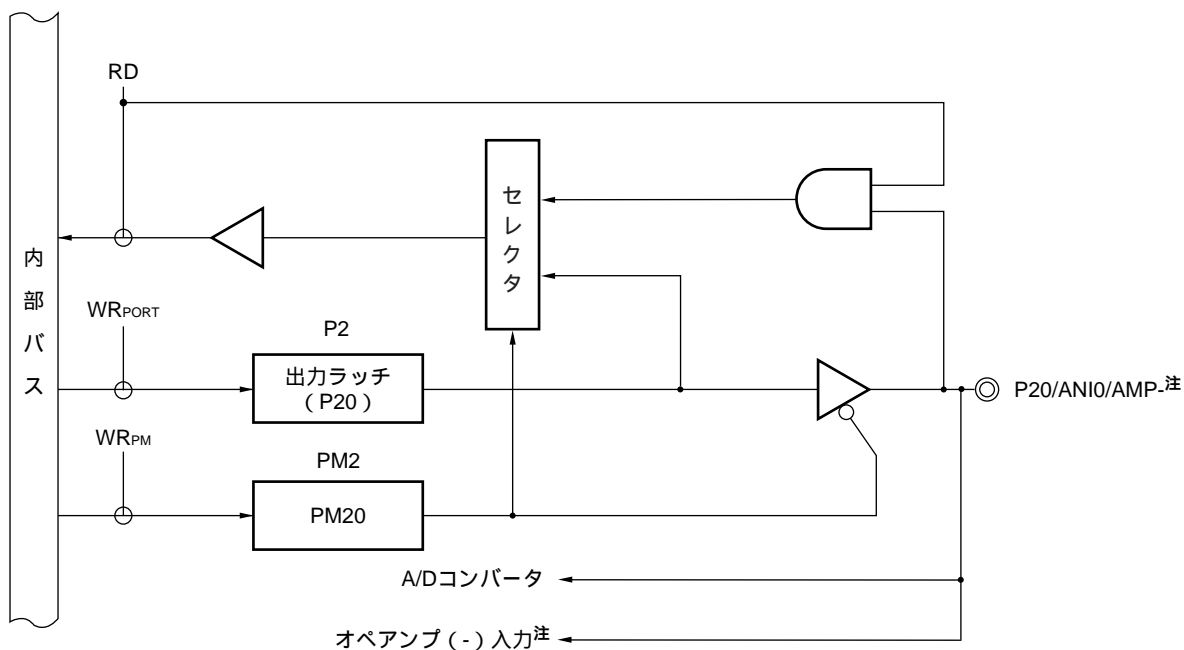 RD
セレクタ
内部バス
WRPORT
P2
出力ラッチ
（P20）
P20/ANI0/AMP-注
WRPM
PM2
PM20
A/Dコンバータ
オペアンプ（-）入力注